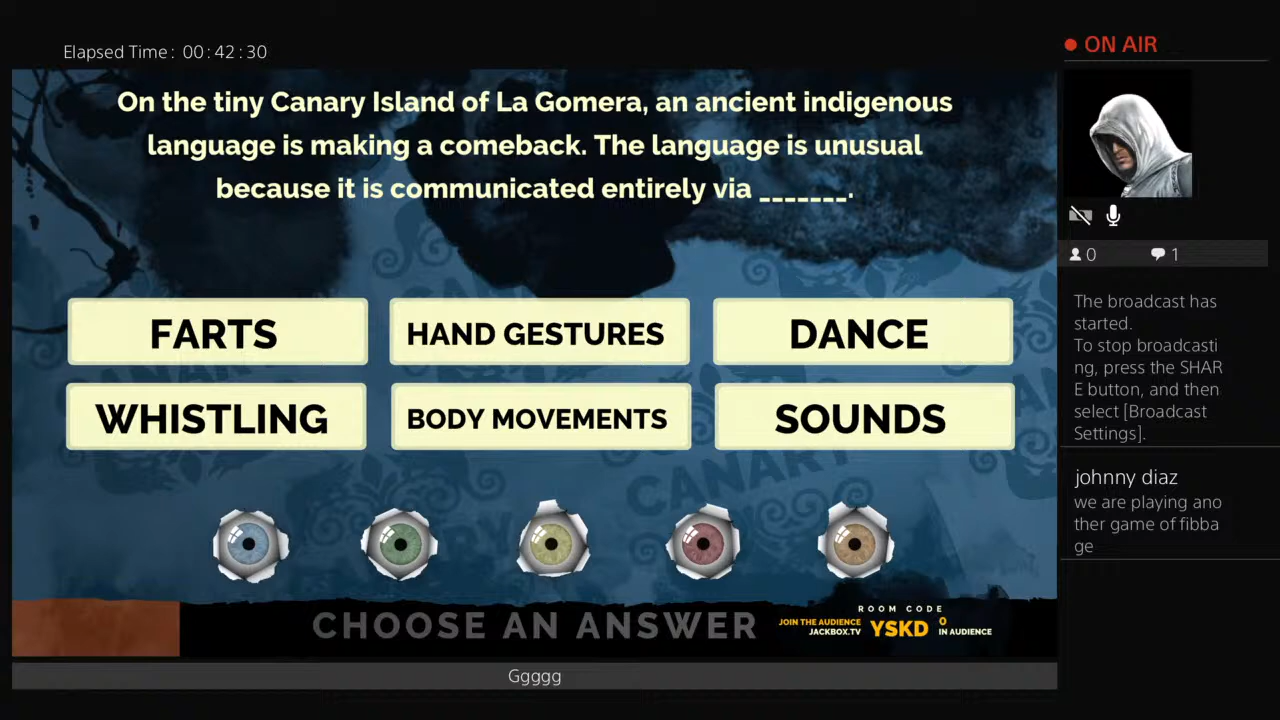 Elapsed Time: 00:42:30
ON AIR
On the tiny Canary Island of La Gomera, an ancient indigenous
language is making a comeback. The language is unusual
because it is communicated entirely via _______.
0
1
FARTS
HAND GESTURES
DANCE
WHISTLING
BODY MOVEMENTS
SOUNDS
The broadcast has
started.
To stop broadcasti
ng, press the SHAR
E button, and then
select [Broadcast
Settings].
johnny diaz
we are playing ano
ther game of fibba
ge
CANARY
CHOOSE AN ANSWER
ROOM CODE
JOIN THE AUDIENCE
JACKBOX.TV
YSKD
0
IN AUDIENCE
Ggggg